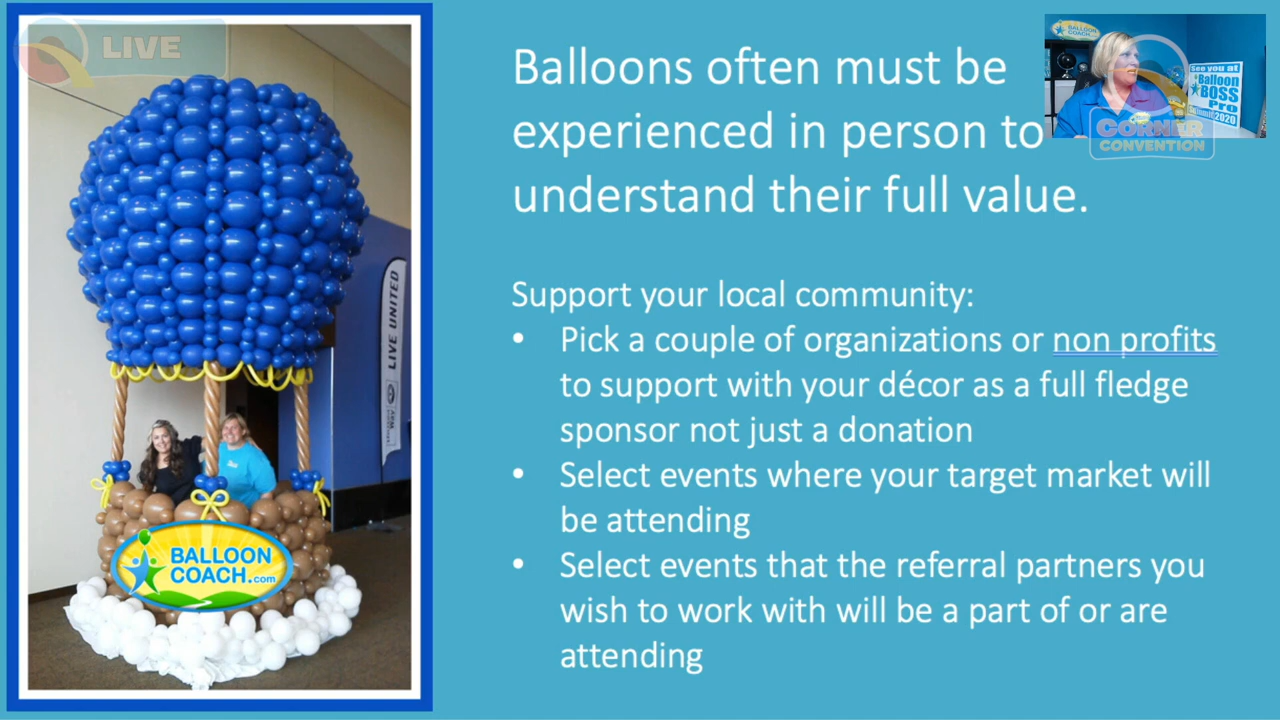 LIVE
LIVE UNITED
BALLOON
COACH.com
Balloons often must be
experienced in person to
understand their full value.
Support your local community:
• Pick a couple of organizations or non profits
to support with your décor as a full fledge
sponsor not just a donation
• Select events where your target market will
be attending
• Select events that the referral partners you
wish to work with will be a part of or are
attending
BALLOON
COACH
See you at
Balloon
BOSS
Pro
Summit 2020
CORNER
CONVENTION